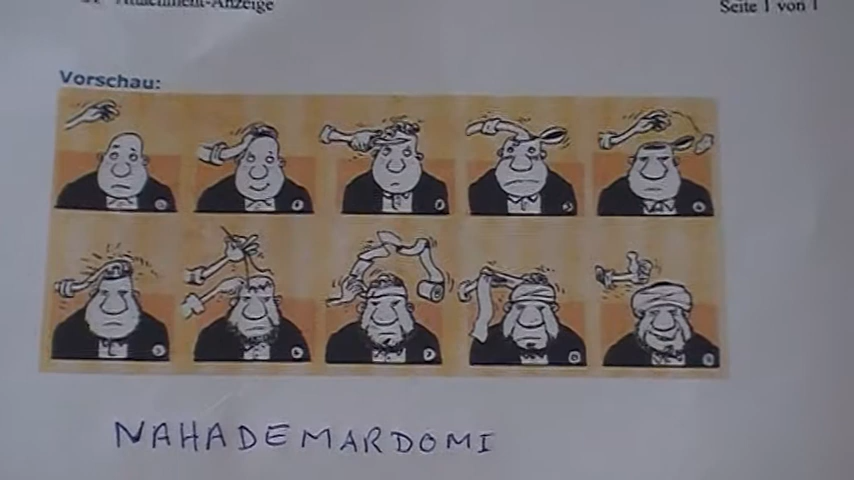 Attachment-Anzeige
Seite 1 von 1
Vorschau:
NAHADEMARDOMI